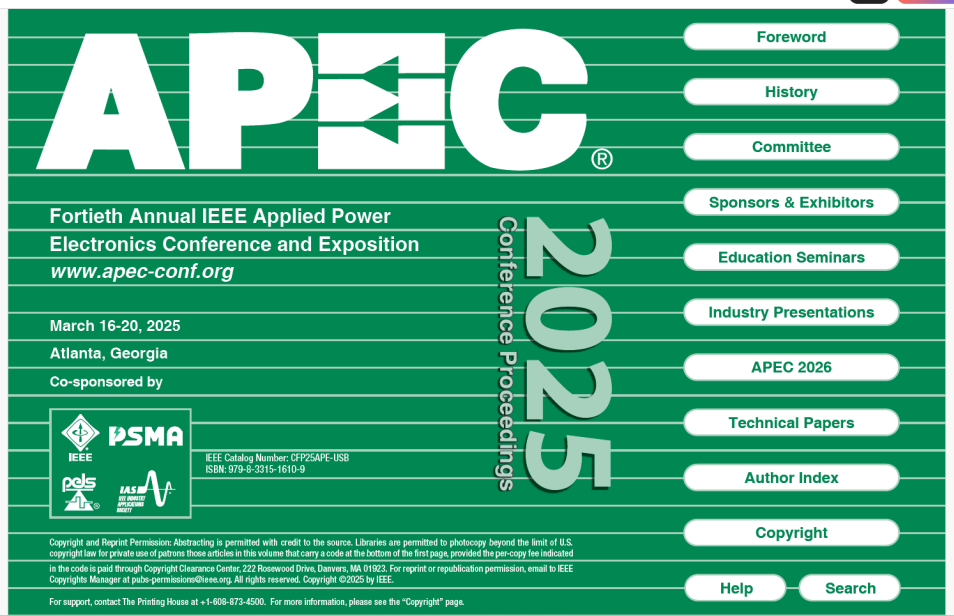 APEC®
Foreword
History
Committee
Sponsors & Exhibitors
Education Seminars
Industry Presentations
APEC 2026
Technical Papers
Author Index
Copyright
Help
Search
Fortieth Annual IEEE Applied Power
Electronics Conference and Exposition
www.apec-conf.org
March 16-20, 2025
Atlanta, Georgia
Co-sponsored by
2025
Conference Proceedings
IEEE
PSMA
pels
®
IAS
IEEE INDUSTRY
APPLICATIONS
SOCIETY
IEEE Catalog Number: CFP25APE-USB
ISBN: 979-8-3315-1610-9
Copyright and Reprint Permission: Abstracting is permitted with credit to the source. Libraries are permitted to photocopy beyond the limit of U.S.
copyright law for private use of patrons those articles in this volume that carry a code at the bottom of the first page, provided the per-copy fee indicated
in the code is paid through Copyright Clearance Center, 222 Rosewood Drive, Danvers, MA 01923. For reprint or republication permission, email to IEEE
Copyrights Manager at pubs-permissions@ieee.org. All rights reserved. Copyright ©2025 by IEEE.
For support, contact The Printing House at +1-608-873-4500. For more information, please see the “Copyright” page.